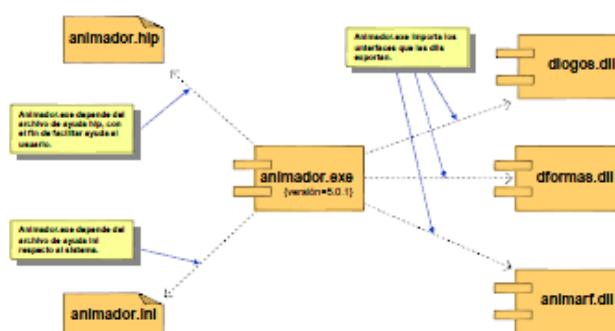 animador.hlp
Animador.exe importa los
interfaces que las dlls
exportan.
dlogos.dll
Animador.exe depende del
archivo de ayuda hlp, con
el fin de facilitar ayuda al
usuario.
animador.exe
{versión=5.0.1}
dformas.dll
Animador.exe depende del
archivo de ayuda ini
respecto al sistema.
animador.ini
animarf.dll